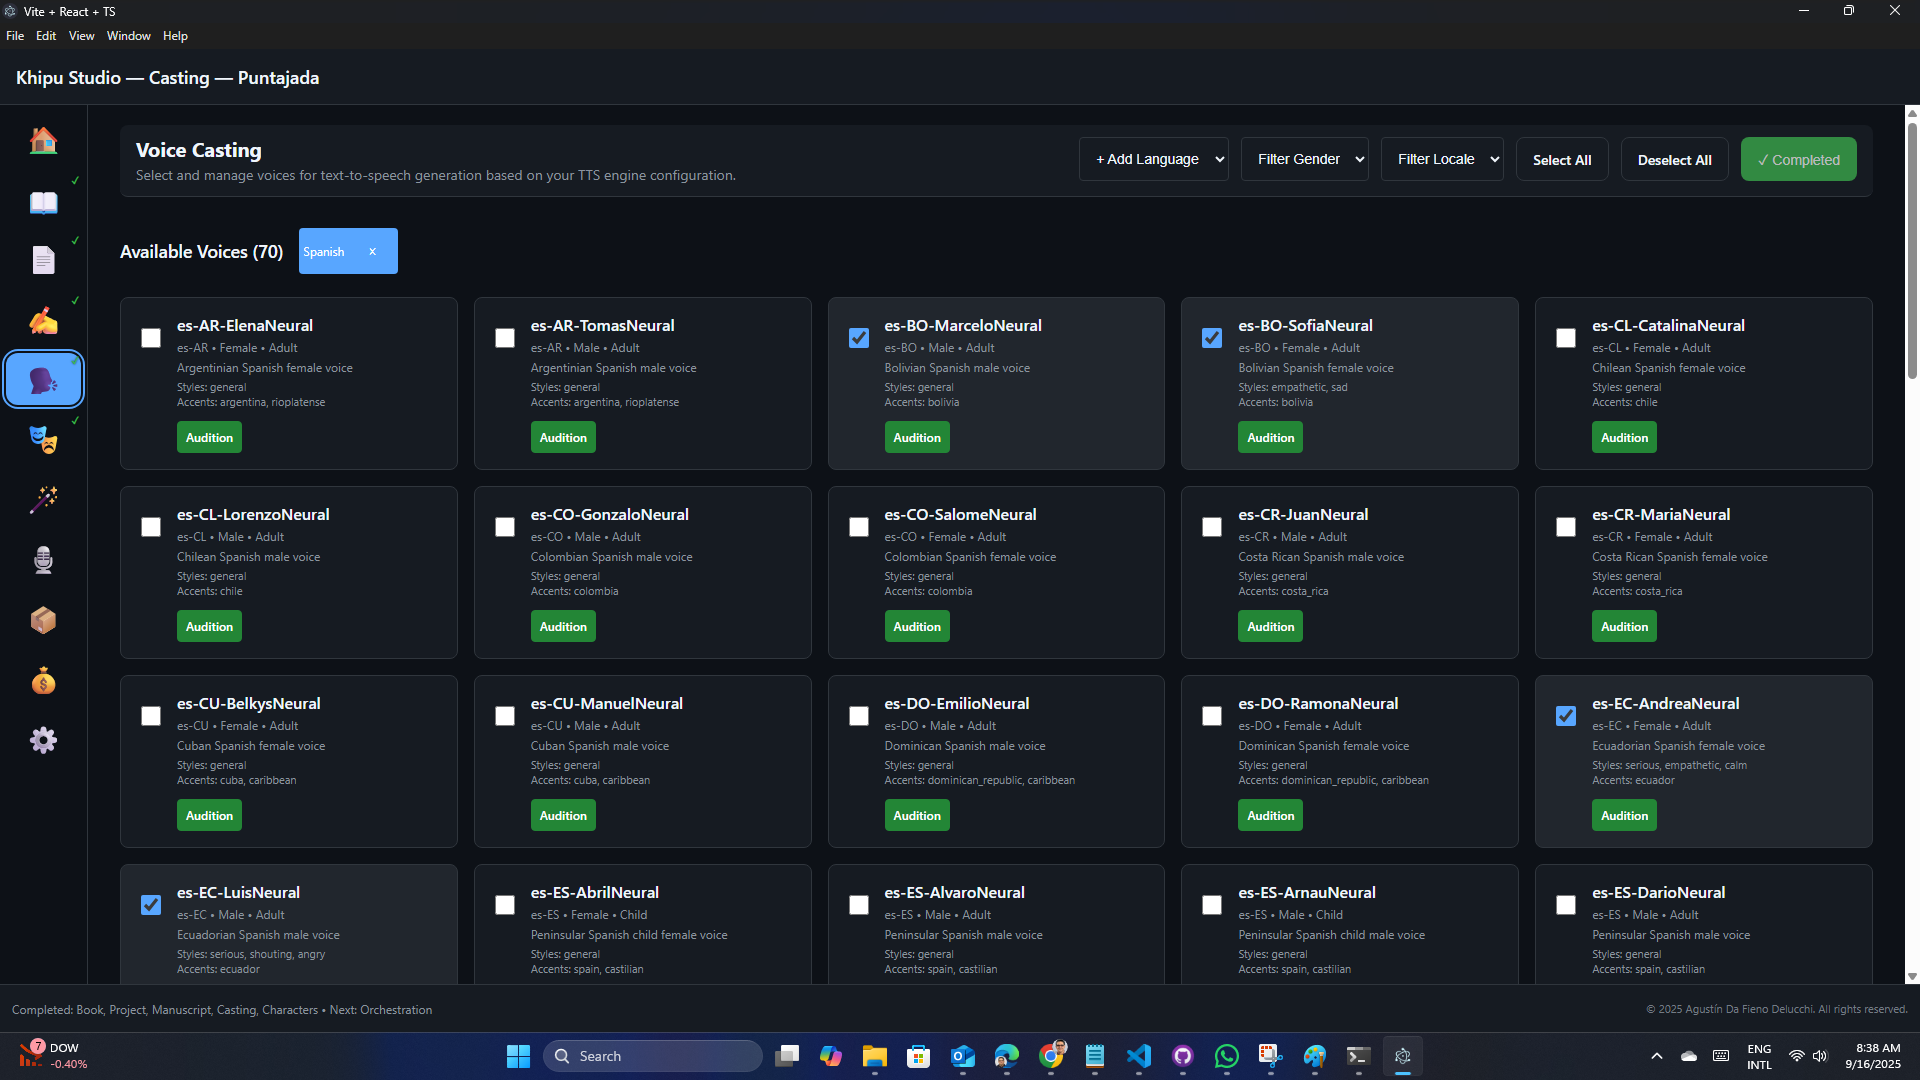 Vite + React + TS
File Edit View Window Help
Khipu Studio — Casting — Puntajada
Voice Casting
Select and manage voices for text-to-speech generation based on your TTS engine configuration.
+ Add Language Filter Gender Filter Locale Select All Deselect All ✓ Completed
Available Voices (70) Spanish x
es-AR-ElenaNeural
es-AR • Female • Adult
Argentinian Spanish female voice
Styles: general
Accents: argentina, rioplatense
Audition
es-AR-TomasNeural
es-AR • Male • Adult
Argentinian Spanish male voice
Styles: general
Accents: argentina, rioplatense
Audition
es-BO-MarceloNeural
es-BO • Male • Adult
Bolivian Spanish male voice
Styles: general
Accents: bolivia
Audition
es-BO-SofiaNeural
es-BO • Female • Adult
Bolivian Spanish female voice
Styles: empathetic, sad
Accents: bolivia
Audition
es-CL-CatalinaNeural
es-CL • Female • Adult
Chilean Spanish female voice
Styles: general
Accents: chile
Audition
es-CL-LorenzoNeural
es-CL • Male • Adult
Chilean Spanish male voice
Styles: general
Accents: chile
Audition
es-CO-GonzaloNeural
es-CO • Male • Adult
Colombian Spanish male voice
Styles: general
Accents: colombia
Audition
es-CO-SalomeNeural
es-CO • Female • Adult
Colombian Spanish female voice
Styles: general
Accents: colombia
Audition
es-CR-JuanNeural
es-CR • Male • Adult
Costa Rican Spanish male voice
Styles: general
Accents: costa_rica
Audition
es-CR-MariaNeural
es-CR • Female • Adult
Costa Rican Spanish female voice
Styles: general
Accents: costa_rica
Audition
es-CU-BelkysNeural
es-CU • Female • Adult
Cuban Spanish female voice
Styles: general
Accents: cuba, caribbean
Audition
es-CU-ManuelNeural
es-CU • Male • Adult
Cuban Spanish male voice
Styles: general
Accents: cuba, caribbean
Audition
es-DO-EmilioNeural
es-DO • Male • Adult
Dominican Spanish male voice
Styles: general
Accents: dominican_republic, caribbean
Audition
es-DO-RamonaNeural
es-DO • Female • Adult
Dominican Spanish female voice
Styles: general
Accents: dominican_republic, caribbean
Audition
es-EC-AndreaNeural
es-EC • Female • Adult
Ecuadorian Spanish female voice
Styles: serious, empathetic, calm
Accents: ecuador
Audition
es-EC-LuisNeural
es-EC • Male • Adult
Ecuadorian Spanish male voice
Styles: serious, shouting, angry
Accents: ecuador
es-ES-AbrilNeural
es-ES • Female • Child
Peninsular Spanish child female voice
Styles: general
Accents: spain, castilian
es-ES-AlvaroNeural
es-ES • Male • Adult
Peninsular Spanish male voice
Styles: general
Accents: spain, castilian
es-ES-ArnauNeural
es-ES • Male • Child
Peninsular Spanish child male voice
Styles: general
Accents: spain, castilian
es-ES-DarioNeural
es-ES • Male • Adult
Peninsular Spanish male voice
Styles: general
Accents: spain, castilian
Completed: Book, Project, Manuscript, Casting, Characters • Next: Orchestration
© 2025 Agustín Da Fieno Delucchi. All rights reserved.
7
DOW
-0.40%
Search
ENG
INTL
8:38 AM
9/16/2025